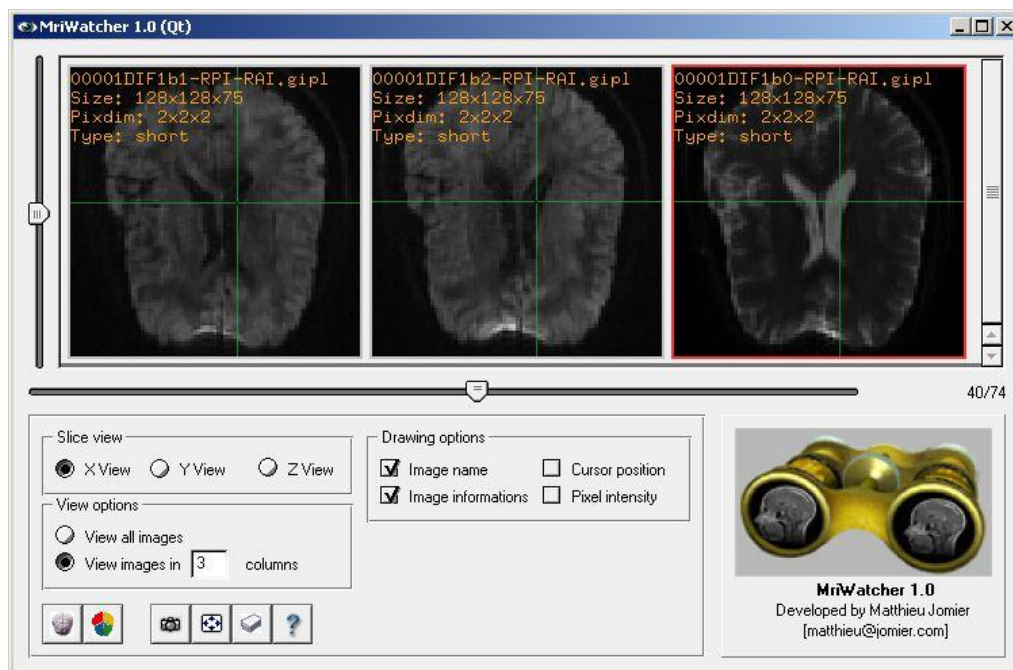 MriWatcher 1.0 (Qt)
00001DIF1b1-RPI-RAI.gipl
Size: 128x128x75
Pixdim: 2x2x2
Type: short
00001DIF1b2-RPI-RAI.gipl
Size: 128x128x75
Pixdim: 2x2x2
Type: short
00001DIF1b0-RPI-RAI.gipl
Size: 128x128x75
Pixdim: 2x2x2
Type: short
40/74
Slice view
X View Y View Z View
View options
View all images
View images in 3 columns
Drawing options
Image name Cursor position
Image informations Pixel intensity
?
MriWatcher 1.0
Developed by Matthieu Jomier
[matthieu@jomier.com]